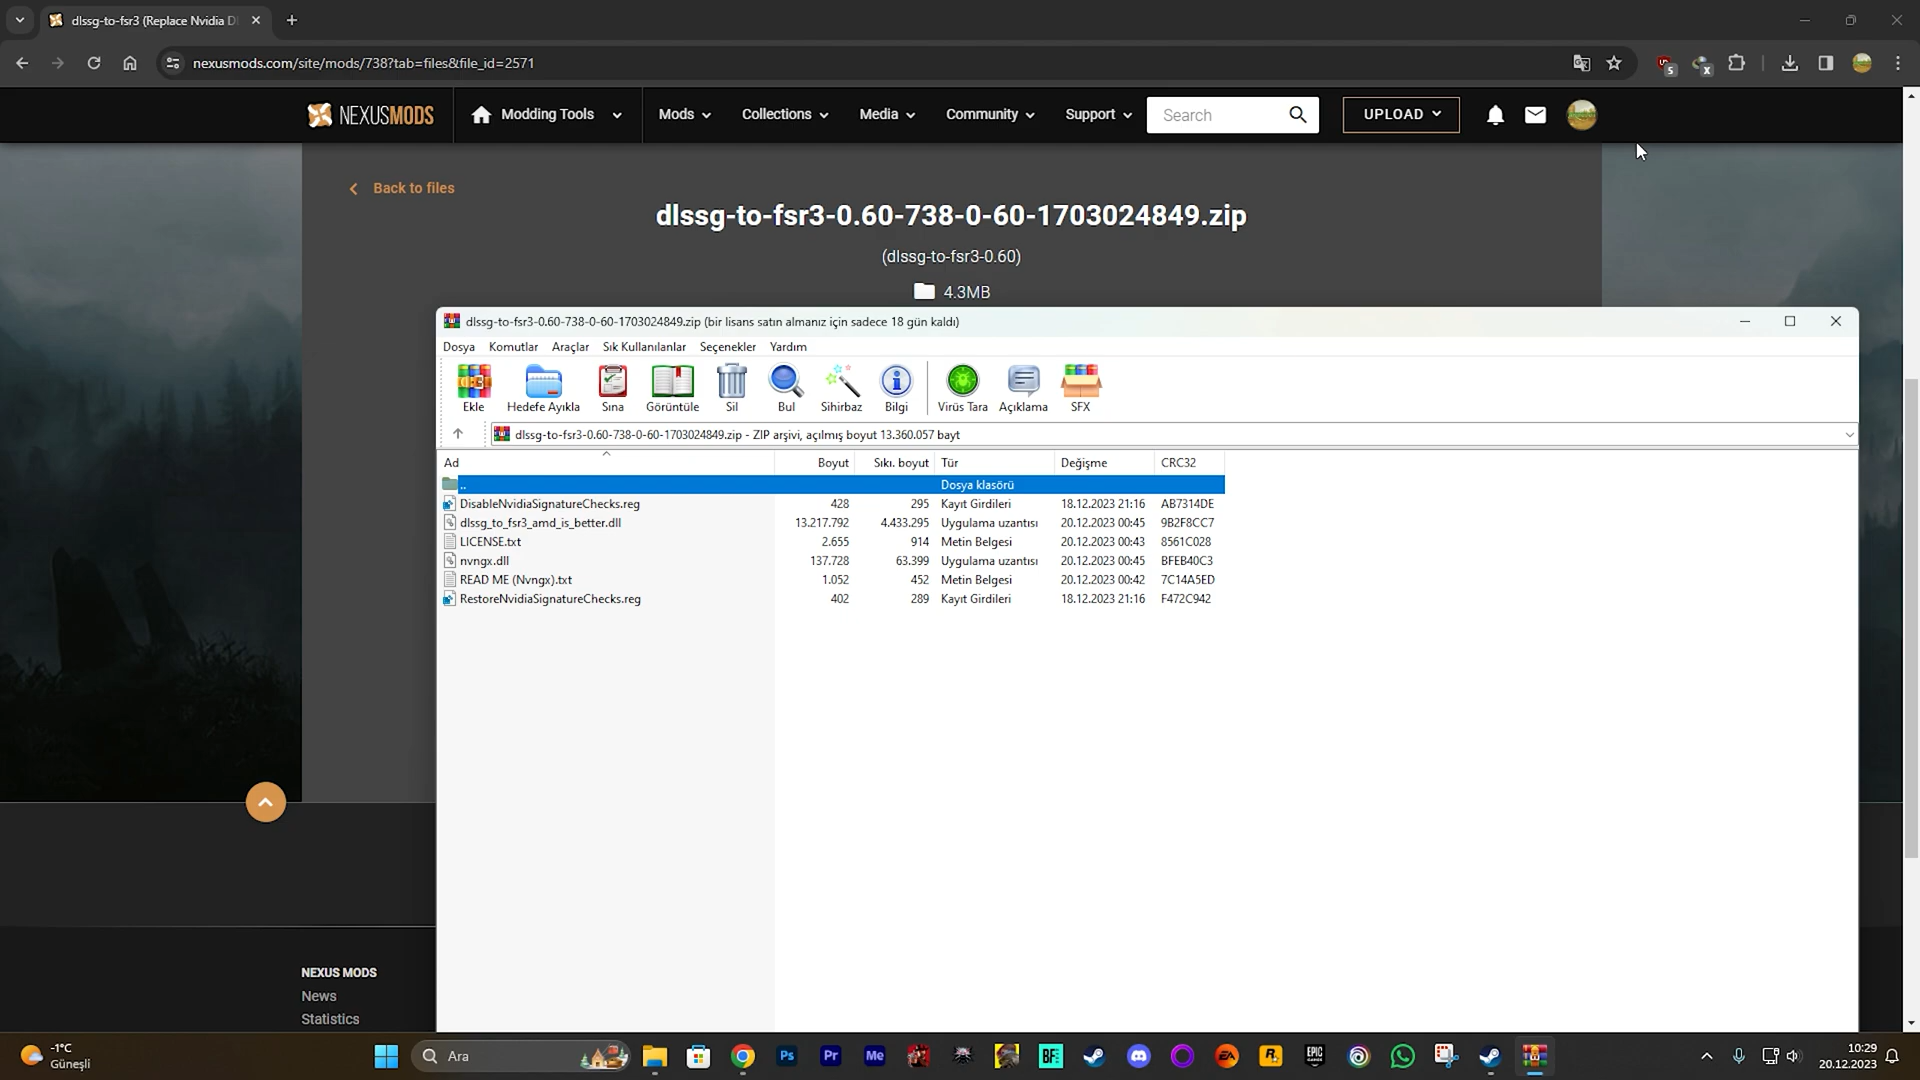 dlssg-to-fsr3 (Replace Nvidia Dl
nexusmods.com/site/mods/738?tab=files&file_id=2571
5
x
NEXUSMODS
Modding Tools
Mods
Collections
Media
Community
Support
Search
UPLOAD
Back to files
dlssg-to-fsr3-0.60-738-0-60-1703024849.zip
(dlssg-to-fsr3-0.60)
4.3MB
dlssg-to-fsr3-0.60-738-0-60-1703024849.zip (bir lisans satın almanız için sadece 18 gün kaldı)
Dosya Komutlar Araçlar Sık Kullanılanlar Seçenekler Yardım
Ekle Hedefe Ayıkla Sına Görüntüle Sil Bul Sihirbaz Bilgi Virüs Tara Açıklama SFX
dlssg-to-fsr3-0.60-738-0-60-1703024849.zip - ZIP arşivi, açılmış boyut 13.360.057 bayt
Ad Boyut Sıkı. boyut Tür Değişme CRC32
.. Dosya klasörü
DisableNvidiaSignatureChecks.reg 428 295 Kayıt Girdileri 18.12.2023 21:16 AB7314DE
dlssg_to_fsr3_amd_is_better.dll 13.217.792 4.433.295 Uygulama uzantısı 20.12.2023 00:45 9B2F8CC7
LICENSE.txt 2.655 914 Metin Belgesi 20.12.2023 00:43 8561C028
nvngx.dll 137.728 63.399 Uygulama uzantısı 20.12.2023 00:45 BFEB40C3
READ ME (Nvngx).txt 1.052 452 Metin Belgesi 20.12.2023 00:42 7C14A5ED
RestoreNvidiaSignatureChecks.reg 402 289 Kayıt Girdileri 18.12.2023 21:16 F472C942
NEXUS MODS
News
Statistics
-1°C
Güneşli
Ara
Ps
Pr
Me
BF
EA
R
EPIC
10:29
20.12.2023